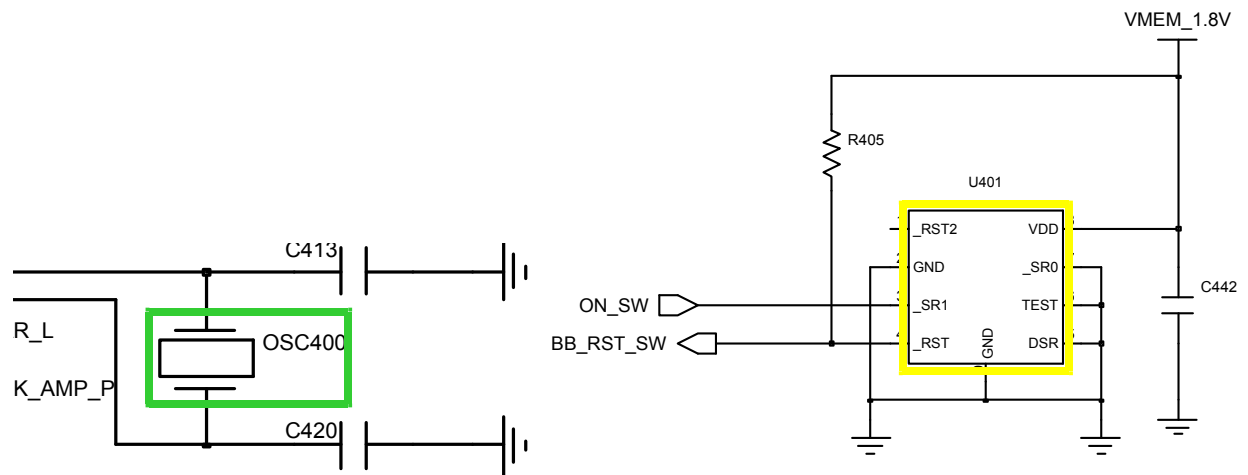 VMEM_1.8V
R405
U401
_RST2 VDD
GND _SR0
C442
ON_SW _SR1 TEST
BB_RST_SW _RST DSR
GND
C413
R_L OSC400
K_AMP_P
C420